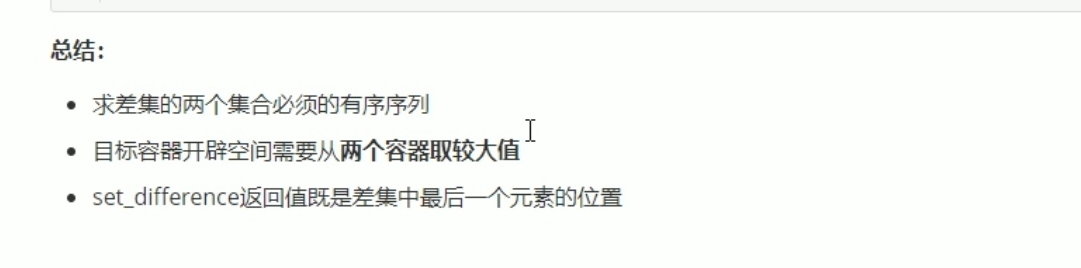 总结：
求差集的两个集合必须的有序序列
目标容器开辟空间需要从两个容器取较大值
set_difference返回值既是差集中最后一个元素的位置